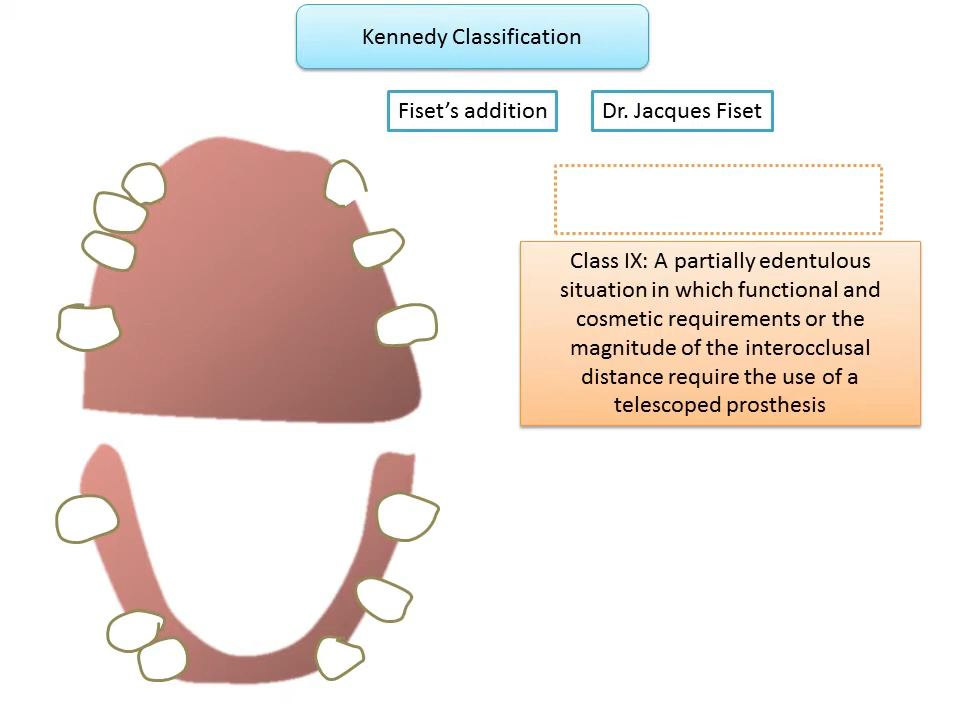 Kennedy Classification
Fiset’s addition
Dr. Jacques Fiset
Class IX: A partially edentulous
situation in which functional and
cosmetic requirements or the
magnitude of the interocclusal
distance require the use of a
telescoped prosthesis